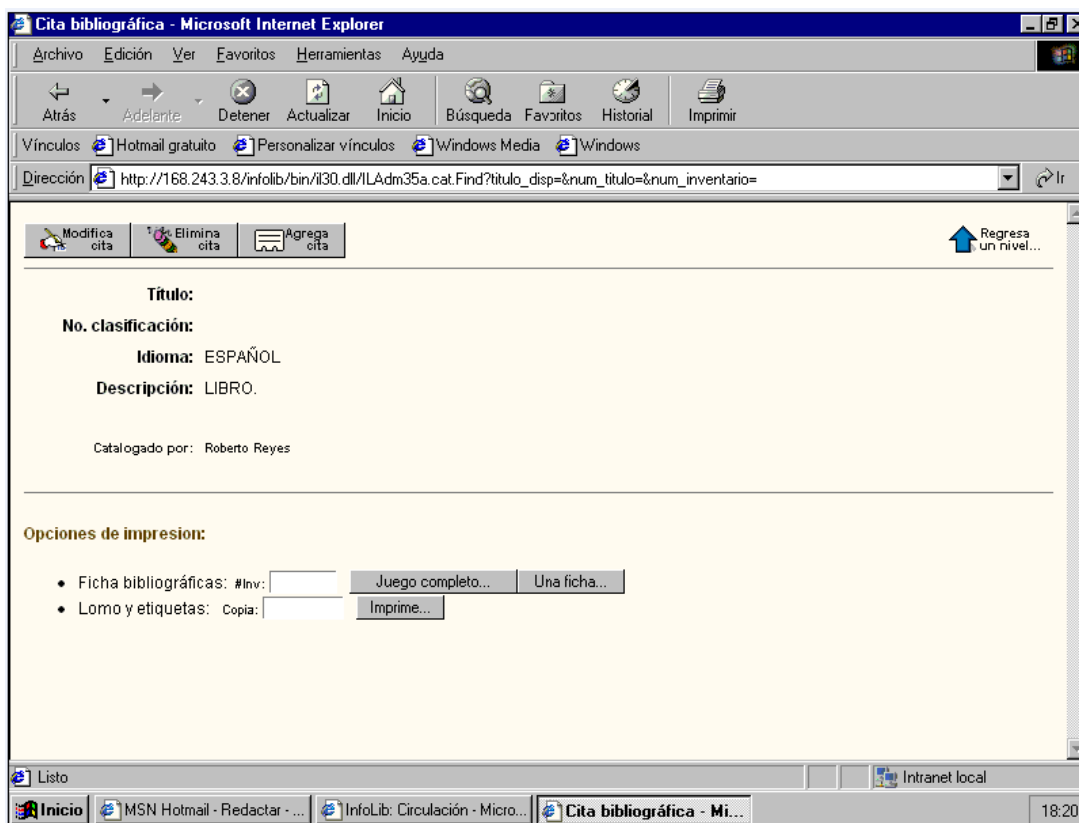 Cita bibliográfica - Microsoft Internet Explorer
Archivo Edición Ver Favoritos Herramientas Ayuda
Atrás Adelante Detener Actualizar Inicio Búsqueda Favoritos Historial Imprimir
Vínculos Hotmail gratuito Personalizar vínculos Windows Media Windows
Dirección http://168.243.3.8/infolib/bin/il30.dll/ILAdm35a.cat.Find?titulo_disp=&num_titulo=&num_inventario= Ir
Modifica cita Elimina cita Agrega cita Regresa un nivel...
Título:
No. clasificación:
Idioma: ESPAÑOL
Descripción: LIBRO.
Catalogado por: Roberto Reyes
Opciones de impresion:
• Ficha bibliográficas: #Inv: Juego completo... Una ficha...
• Lomo y etiquetas: Copia: Imprime...
Listo Intranet local
Inicio MSN Hotmail - Redactar - ... InfoLib: Circulación - Micro... Cita bibliográfica - Mi... 18:20